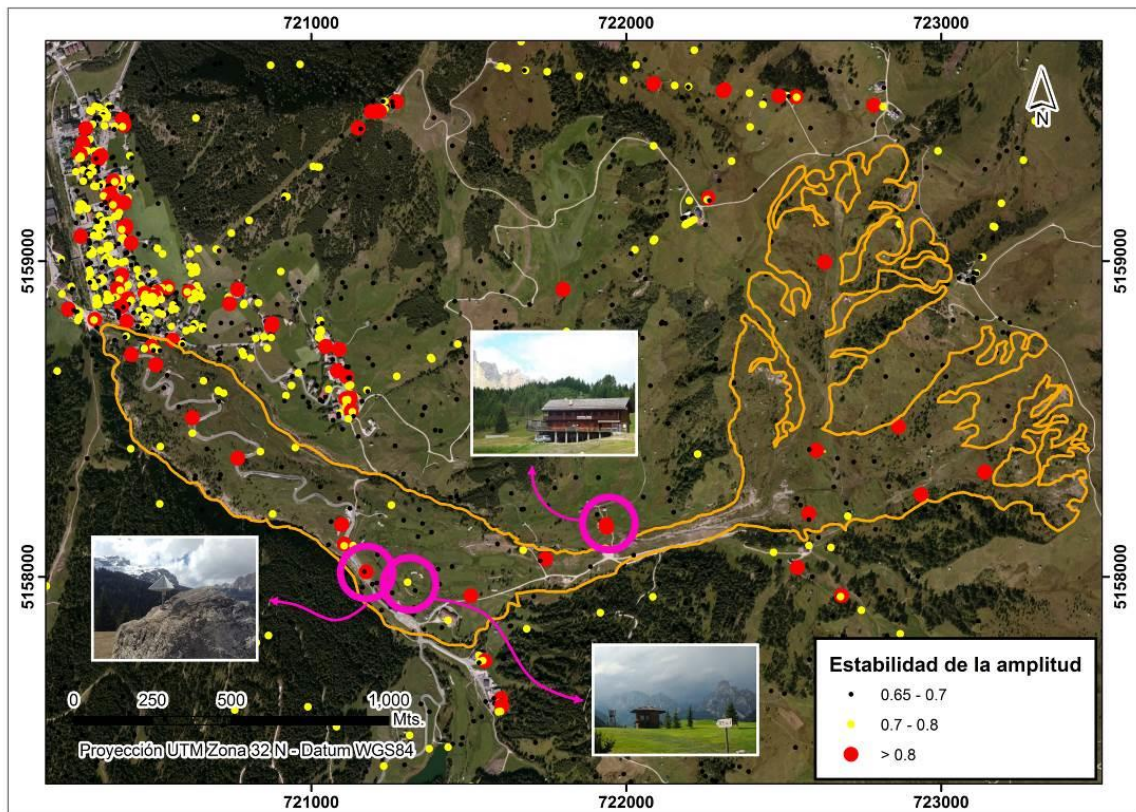 721000
722000
723000
N
5159000
5159000
5158000
5158000
0
250
500
1,000
Mts.
Proyección UTM Zona 32 N - Datum WGS84
Estabilidad de la amplitud
0.65 - 0.7
0.7 - 0.8
> 0.8
721000
722000
723000